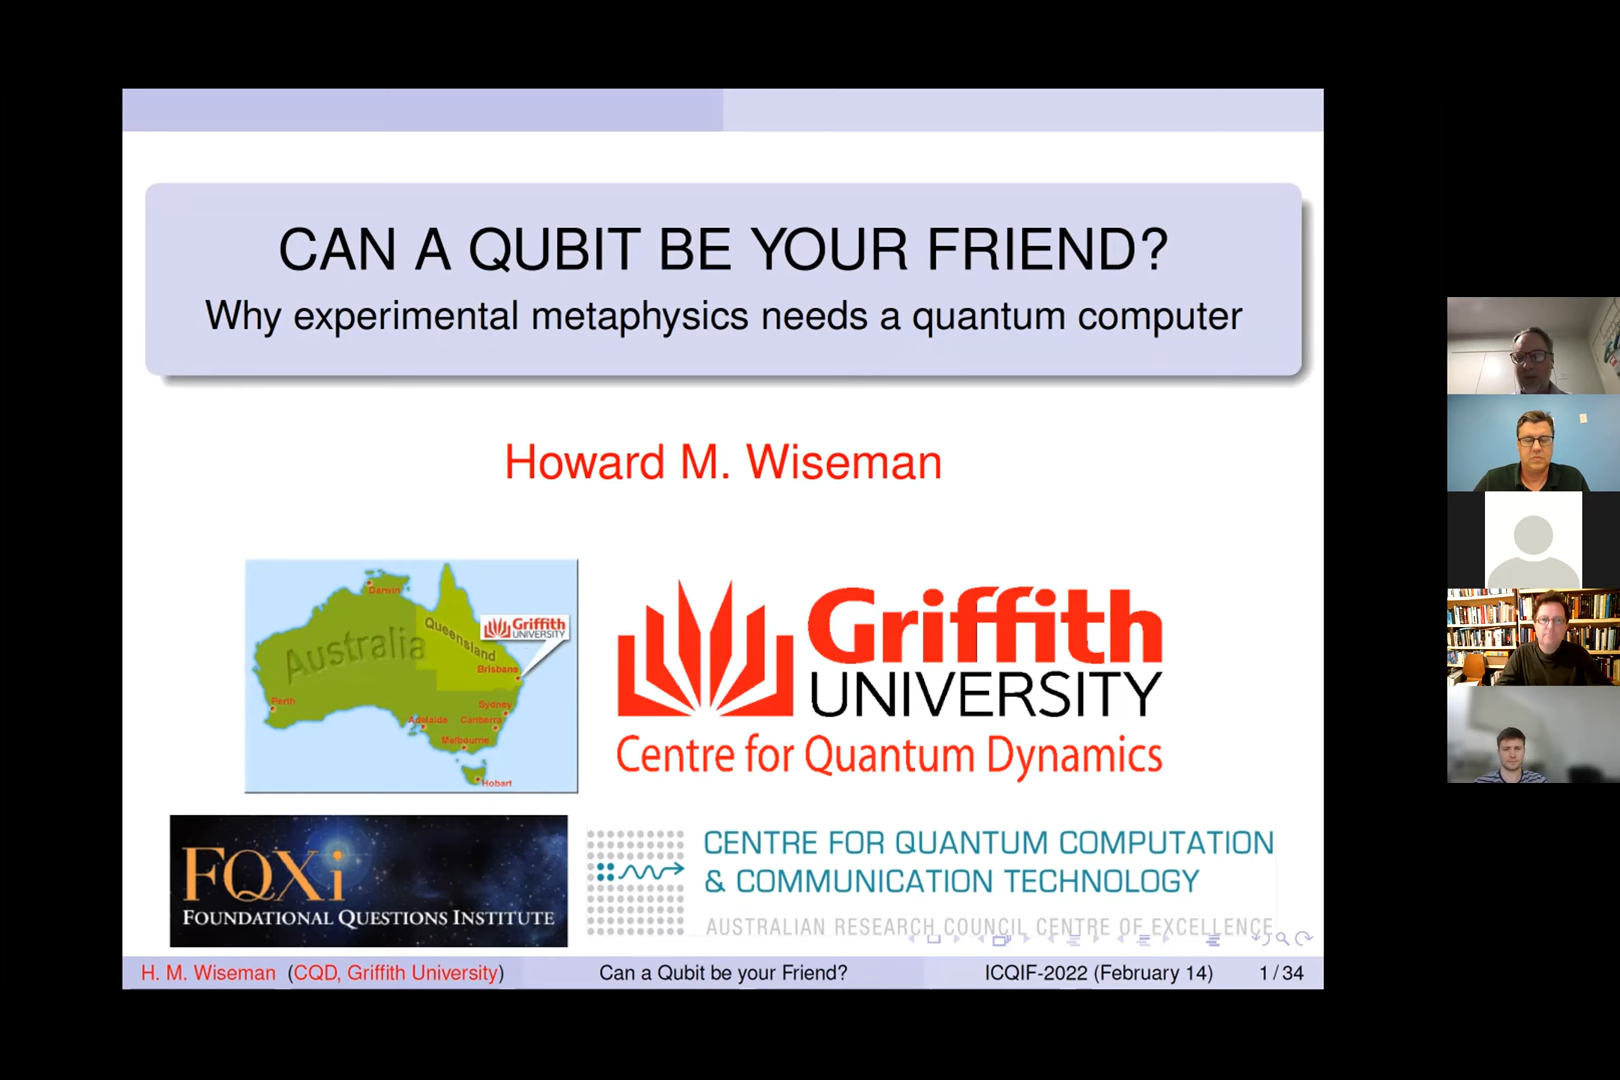 CAN A QUBIT BE YOUR FRIEND?
Why experimental metaphysics needs a quantum computer
Howard M. Wiseman
Darwin
Australia
Queensland
Griffith
UNIVERSITY
Brisbane
Perth
Sydney
Adelaide
Canberra
Melbourne
Hobart
Griffith
UNIVERSITY
Centre for Quantum Dynamics
FQXi
FOUNDATIONAL QUESTIONS INSTITUTE
CENTRE FOR QUANTUM COMPUTATION
& COMMUNICATION TECHNOLOGY
AUSTRALIAN RESEARCH COUNCIL CENTRE OF EXCELLENCE
H. M. Wiseman (CQD, Griffith University)
Can a Qubit be your Friend?
ICQIF-2022 (February 14)
1 / 34